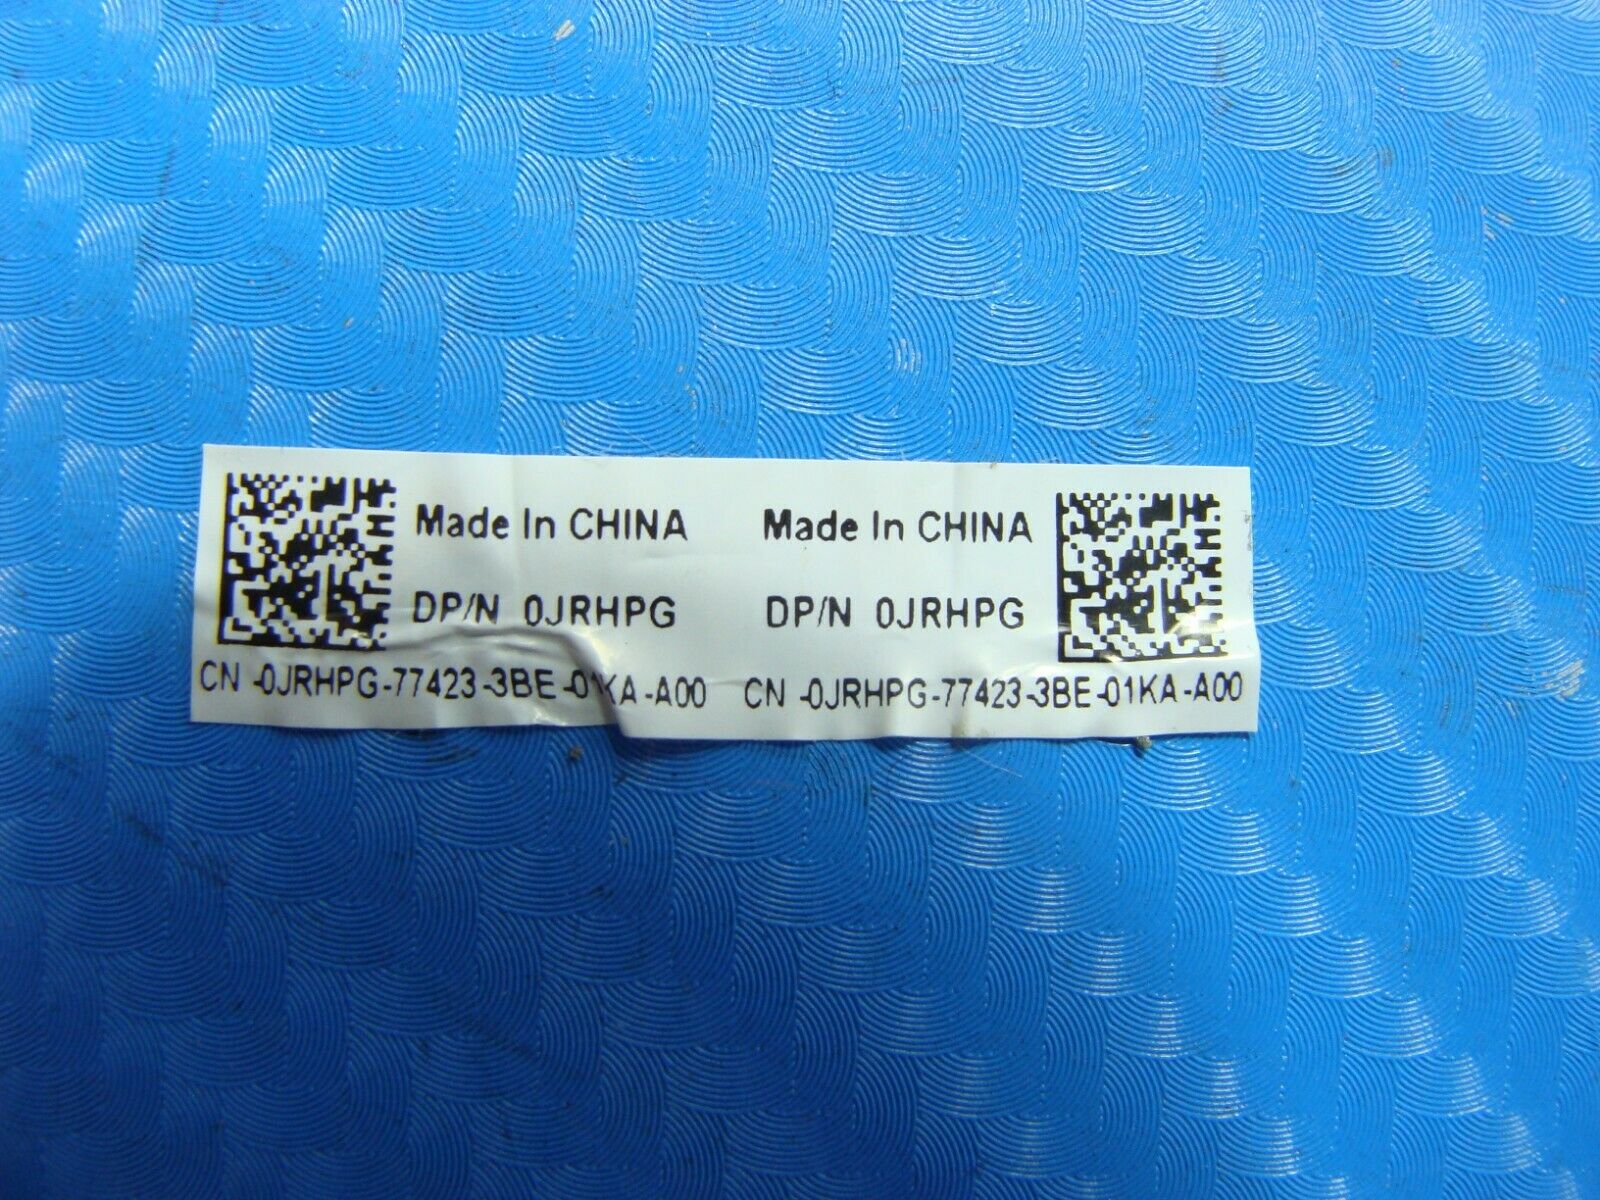 Made In CHINA
DP/N 0JRHPG
CN -0JRHPG-77423-3BE-01KA-A00
Made In CHINA
DP/N 0JRHPG
CN -0JRHPG-77423-3BE-01KA-A00